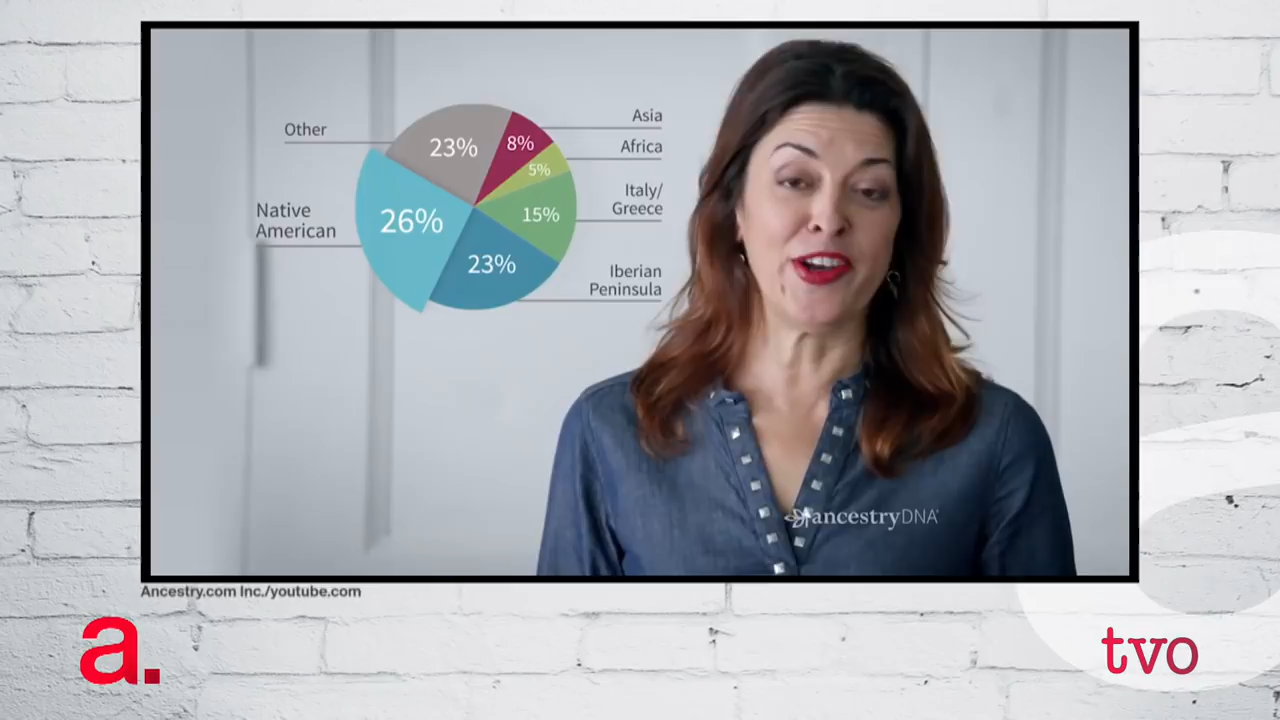 Other
23%
8%
Asia
Africa
5%
Native
American
26%
15%
Italy/
Greece
23%
Iberian
Peninsula
ancestryDNA
Ancestry.com Inc./youtube.com
a.
tvo